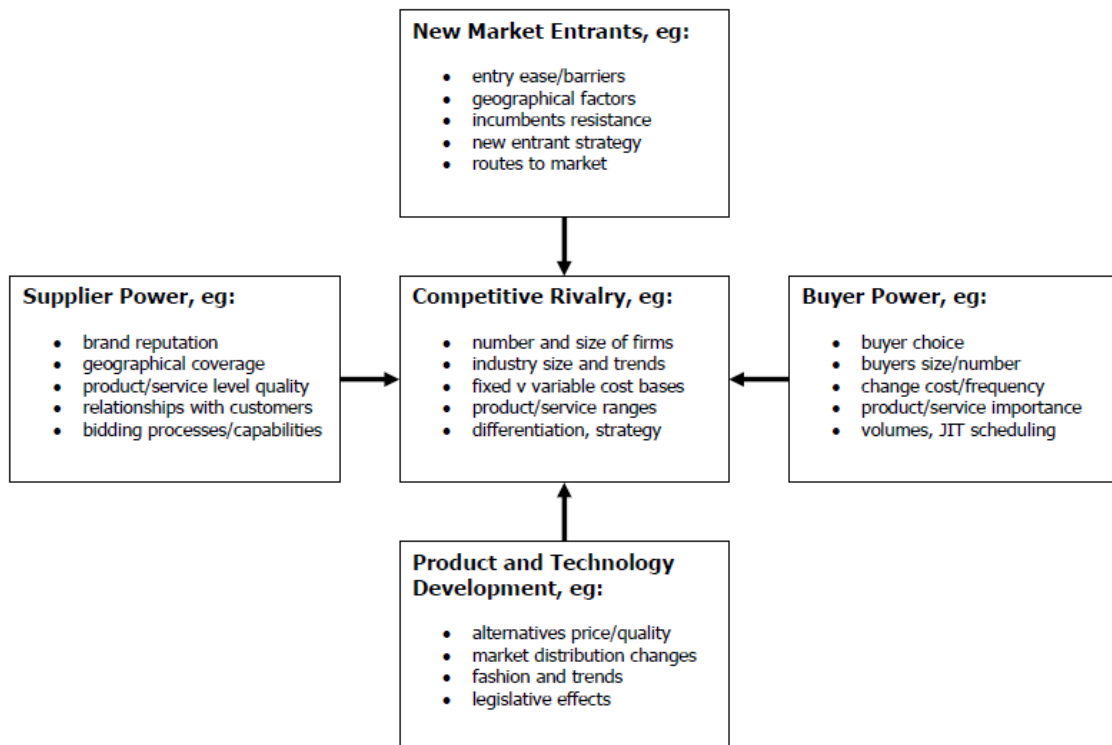 New Market Entrants, eg:
• entry ease/barriers
• geographical factors
• incumbents resistance
• new entrant strategy
• routes to market
Supplier Power, eg:
• brand reputation
• geographical coverage
• product/service level quality
• relationships with customers
• bidding processes/capabilities
Competitive Rivalry, eg:
• number and size of firms
• industry size and trends
• fixed v variable cost bases
• product/service ranges
• differentiation, strategy
Buyer Power, eg:
• buyer choice
• buyers size/number
• change cost/frequency
• product/service importance
• volumes, JIT scheduling
Product and Technology
Development, eg:
• alternatives price/quality
• market distribution changes
• fashion and trends
• legislative effects